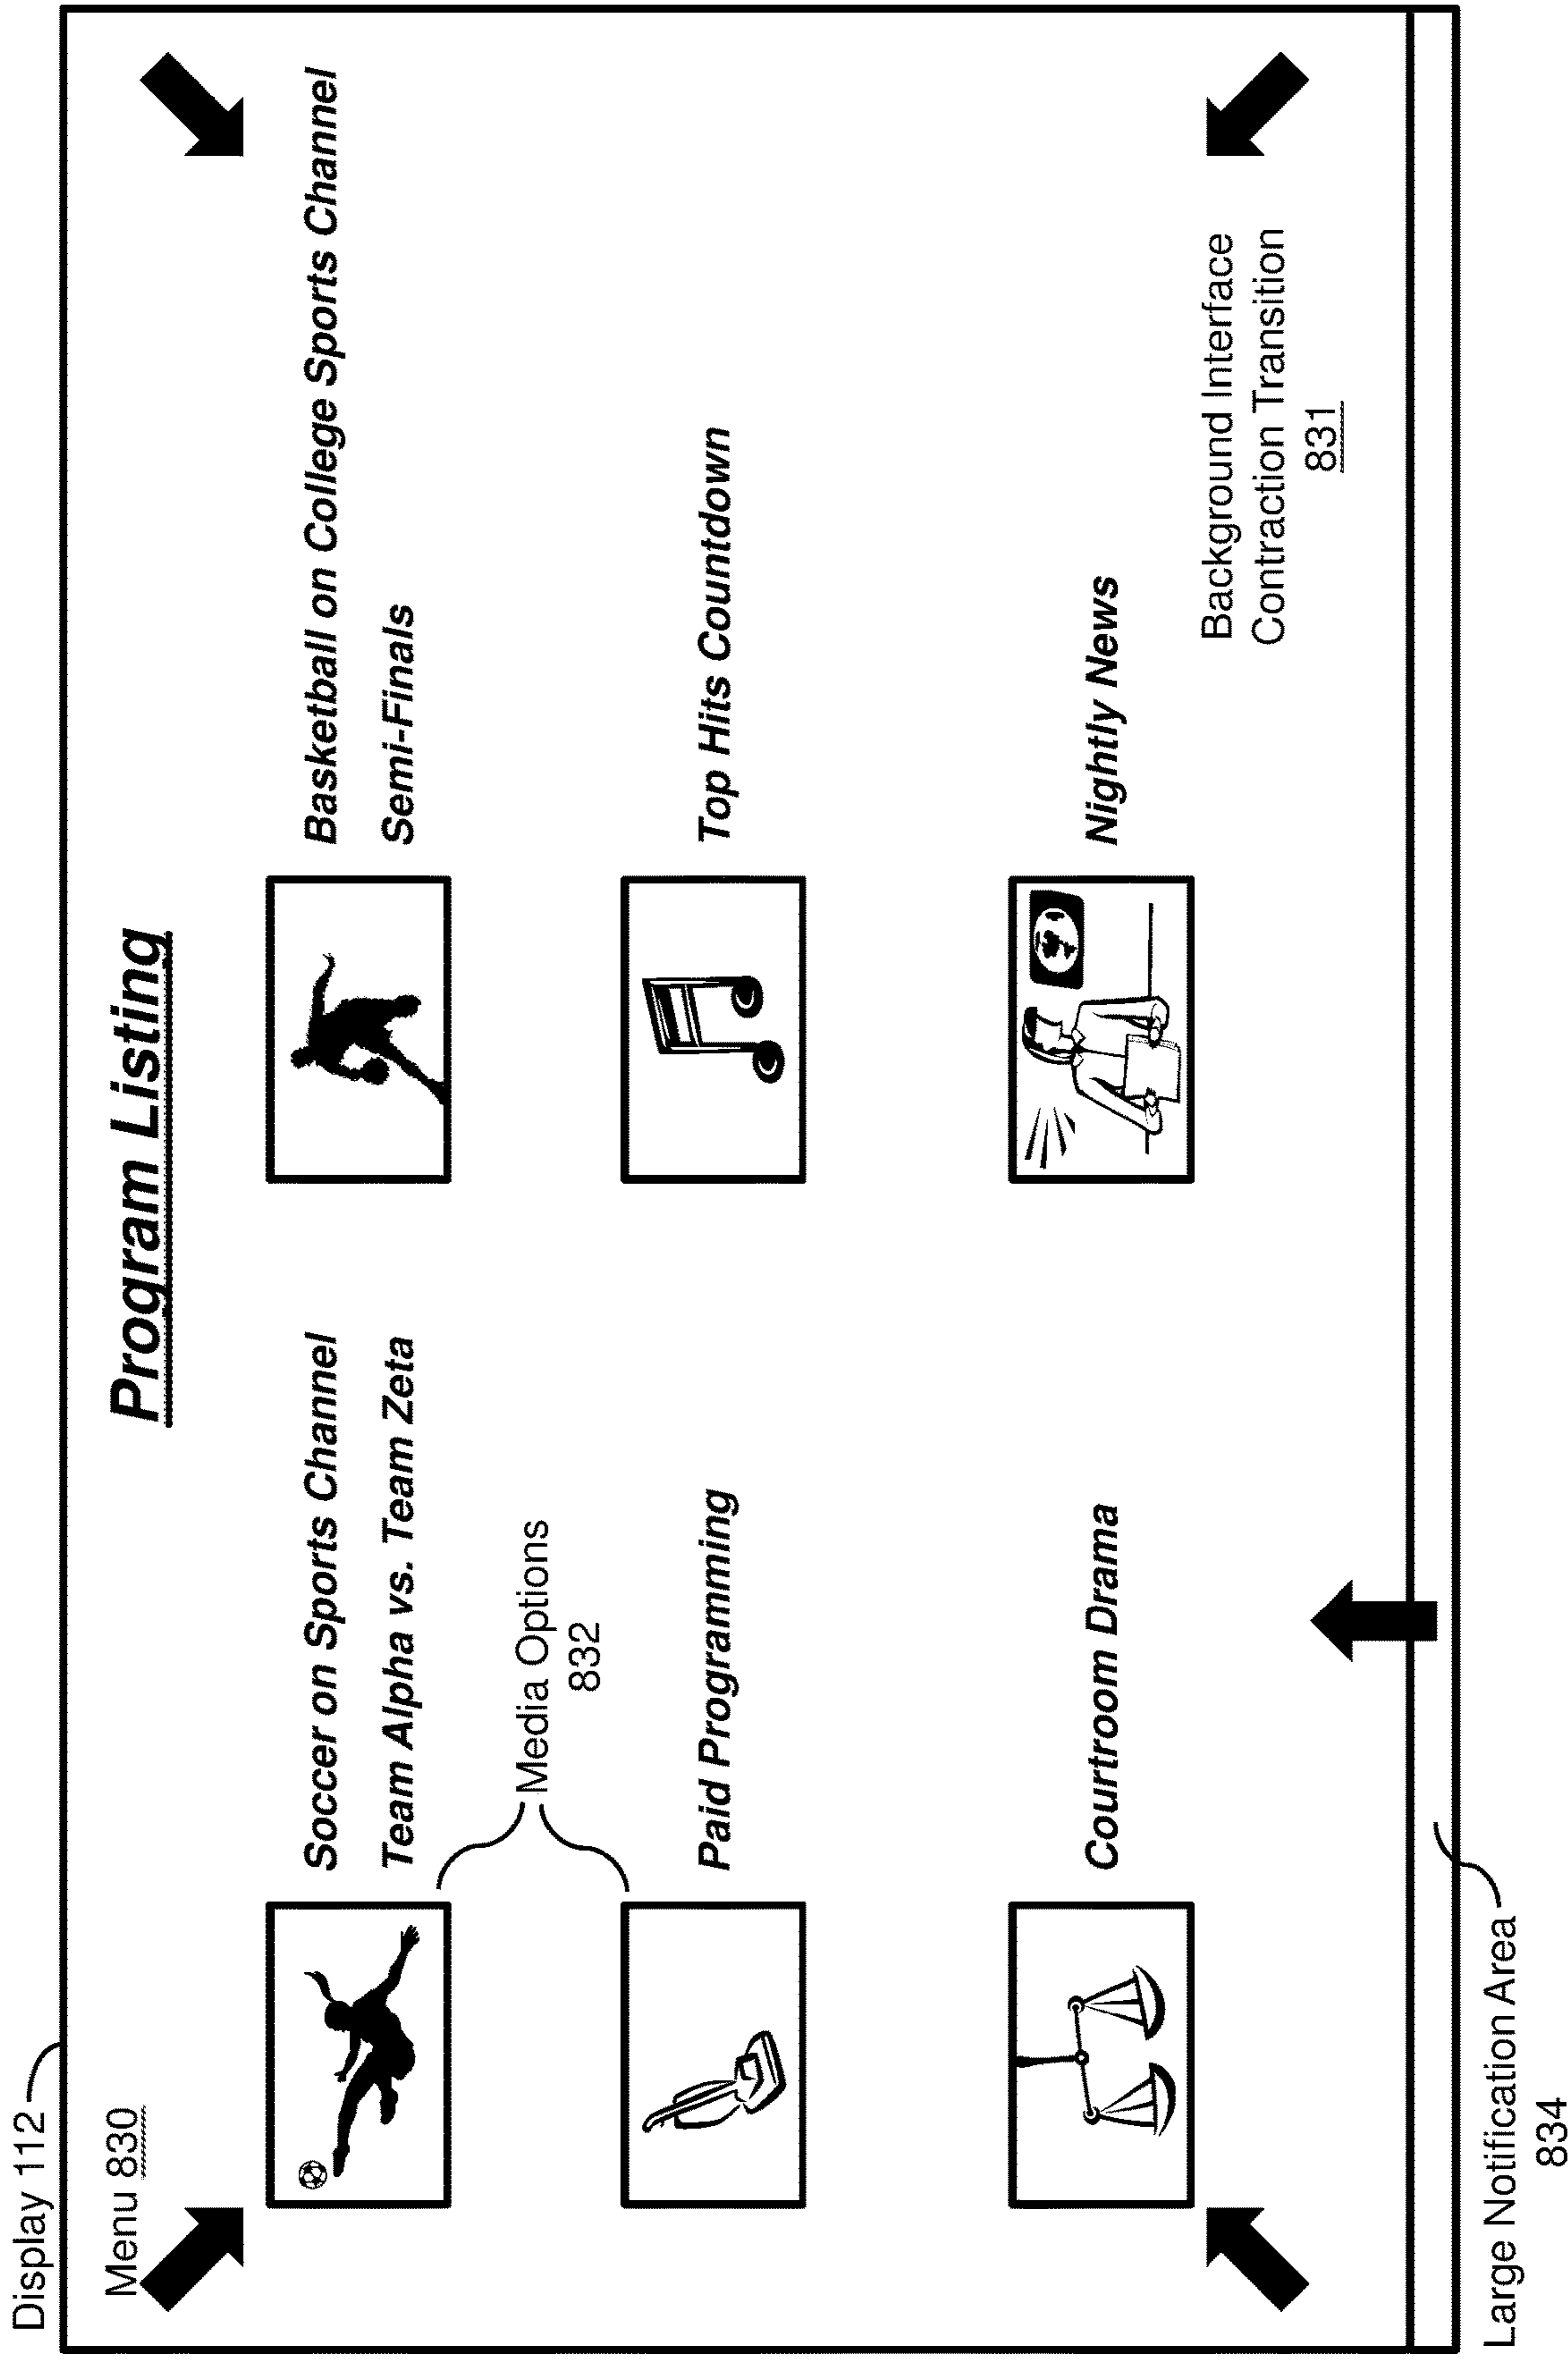 Display 112
Menu 830
Program Listing
Soccer on Sports Channel
Team Alpha vs. Team Zeta
Basketball on College Sports Channel
Semi-Finals
Media Options
832
Paid Programming
Top Hits Countdown
Courtroom Drama
Nightly News
Background Interface
Contraction Transition
831
Large Notification Area
834